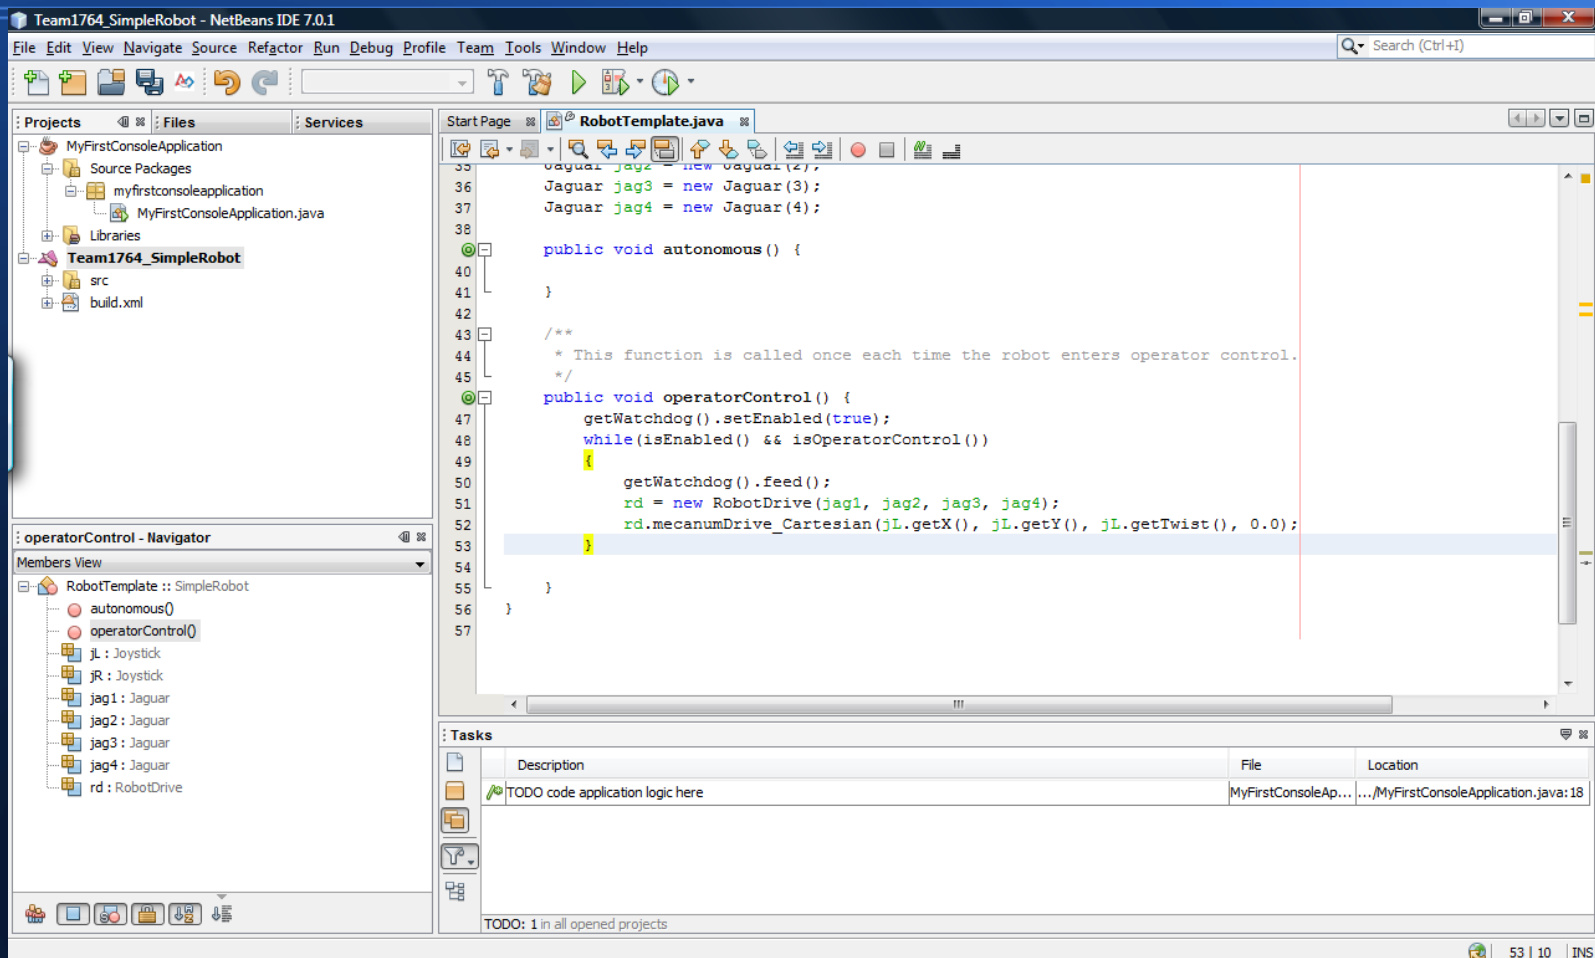 Team1764_SimpleRobot - NetBeans IDE 7.0.1
File Edit View Navigate Source Refactor Run Debug Profile Team Tools Window Help
Search (Ctrl+I)
Projects
Files
Services
MyFirstConsoleApplication
Source Packages
myfirstconsoleapplication
MyFirstConsoleApplication.java
Libraries
Team1764_SimpleRobot
src
build.xml
operatorControl - Navigator
Members View
RobotTemplate :: SimpleRobot
autonomous()
operatorControl()
jL : Joystick
jR : Joystick
jag1 : Jaguar
jag2 : Jaguar
jag3 : Jaguar
jag4 : Jaguar
rd : RobotDrive
Start Page
RobotTemplate.java
35 Jaguar jag2 = new Jaguar(2);
36 Jaguar jag3 = new Jaguar(3);
37 Jaguar jag4 = new Jaguar(4);
38
public void autonomous() {
40
41 }
42
43 /**
44 * This function is called once each time the robot enters operator control.
45 */
public void operatorControl() {
47 getWatchdog().setEnabled(true);
48 while(isEnabled() && isOperatorControl())
49 {
50 getWatchdog().feed();
51 rd = new RobotDrive(jag1, jag2, jag3, jag4);
52 rd.mecanumDrive_Cartesian(jL.getX(), jL.getY(), jL.getTwist(), 0.0);
53 }
54
55 }
56 }
57
Tasks
Description File Location
TODO code application logic here MyFirstConsoleAp... .../MyFirstConsoleApplication.java:18
TODO: 1 in all opened projects
53 | 10 INS